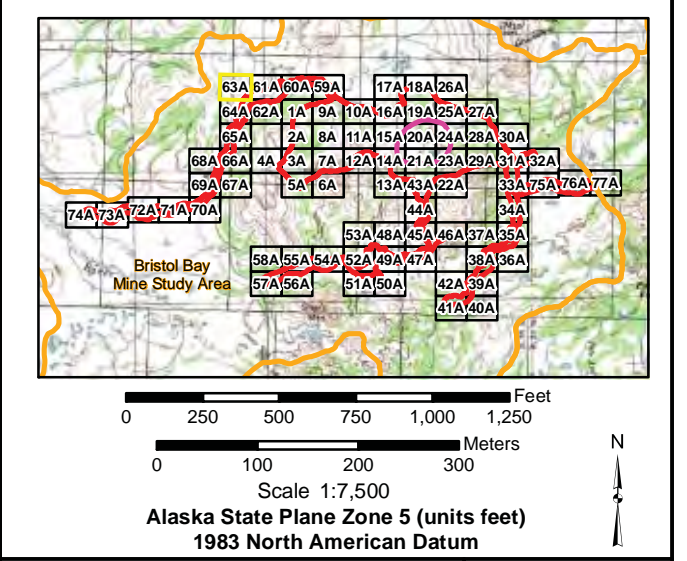 63A 61A 60A 59A 17A 18A 26A
64A 62A 1A 9A 10A 16A 19A 25A 27A
65A 2A 8A 11A 15A 20A 24A 28A 30A
68A 66A 4A 3A 7A 12A 14A 21A 23A 29A 31A 32A
69A 67A 5A 6A 13A 43A 22A 33A 75A 76A 77A
74A 73A 72A 71A 70A 44A 34A
53A 48A 45A 46A 37A 35A
58A 55A 54A 52A 49A 47A 38A 36A
57A 56A 51A 50A 42A 39A
41A 40A
Bristol Bay
Mine Study Area
Feet
0 250 500 750 1,000 1,250
Meters
0 100 200 300
N
Scale 1:7,500
Alaska State Plane Zone 5 (units feet)
1983 North American Datum